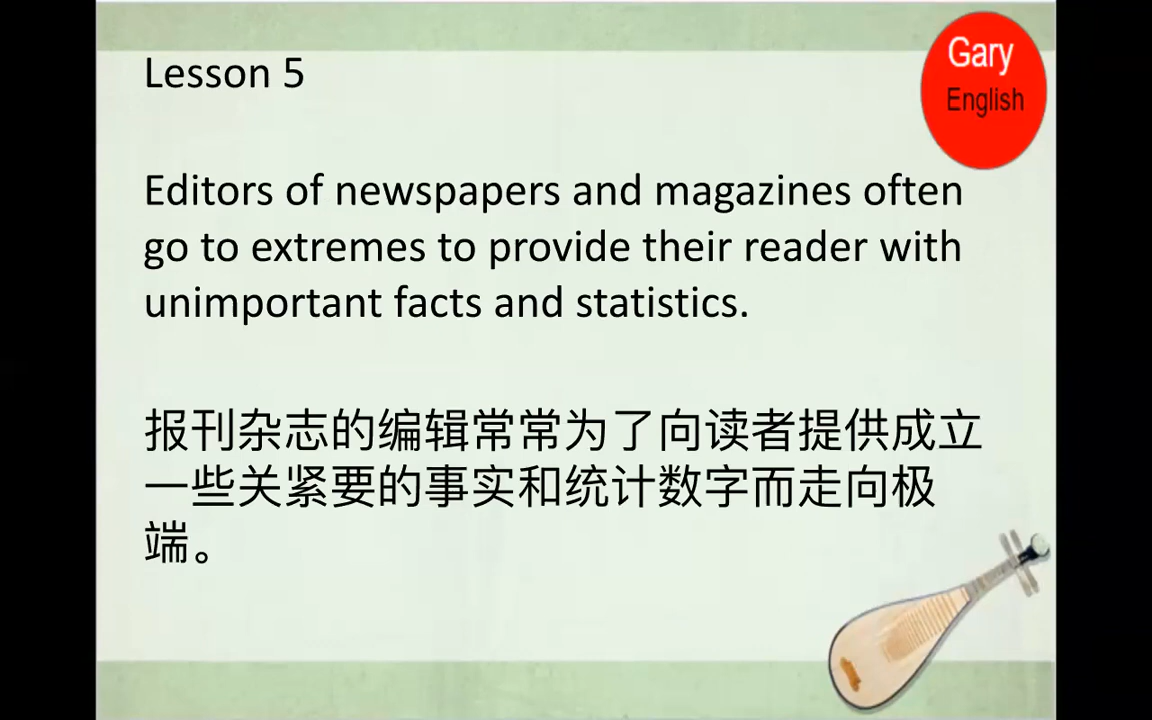 Lesson 5
Gary
English
Editors of newspapers and magazines often
go to extremes to provide their reader with
unimportant facts and statistics.
报刊杂志的编辑常常为了向读者提供成立
一些关紧要的事实和统计数字而走向极
端。